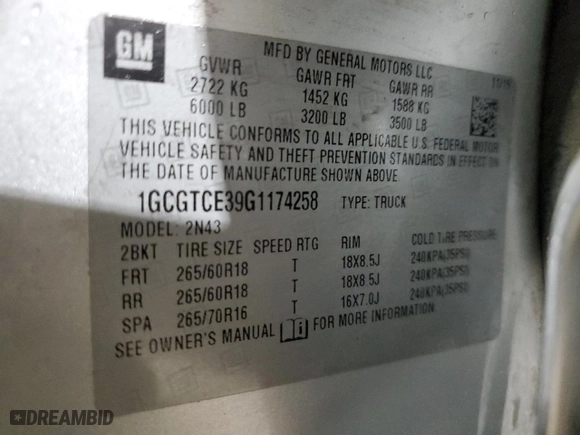 GM
MFD BY GENERAL MOTORS LLC
GVWR GAWR FRT GAWR RR
2722 KG 1452 KG 1588 KG
6000 LB 3200 LB 3500 LB
THIS VEHICLE CONFORMS TO ALL APPLICABLE U.S. FEDERAL MOTOR
VEHICLE SAFETY AND THEFT PREVENTION STANDARDS IN EFFECT ON
THE DATE OF MANUFACTURE SHOWN ABOVE.
1GCGTCE39G1174258 TYPE: TRUCK
MODEL: 2N43
2BKT TIRE SIZE SPEED RTG RIM COLD TIRE PRESSURE
FRT 265/60R18 T 18X8.5J 240KPA(35PSI)
RR 265/60R18 T 18X8.5J 240KPA(35PSI)
SPA 265/70R16 T 16X7.0J 240KPA(35PSI)
SEE OWNER'S MANUAL FOR MORE INFORMATION
DREAMBID